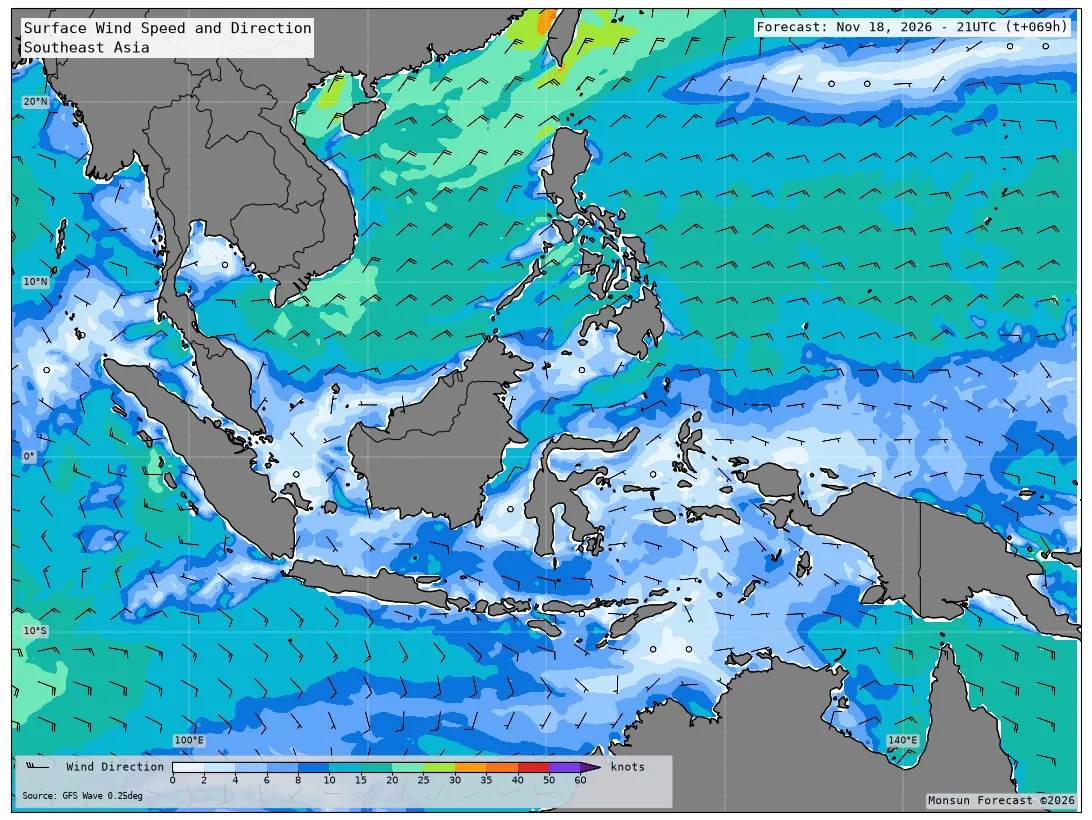 Surface Wind Speed and Direction
Southeast Asia
Forecast: Nov 18, 2026 - 21UTC (t+069h)
20°N
10°N
0°
10°S
100°E
140°E
Wind Direction
0 2 4 6 8 10 15 20 25 30 35 40 50 60
knots
Source: GFS Wave 0.25deg
Monsun Forecast ©2026